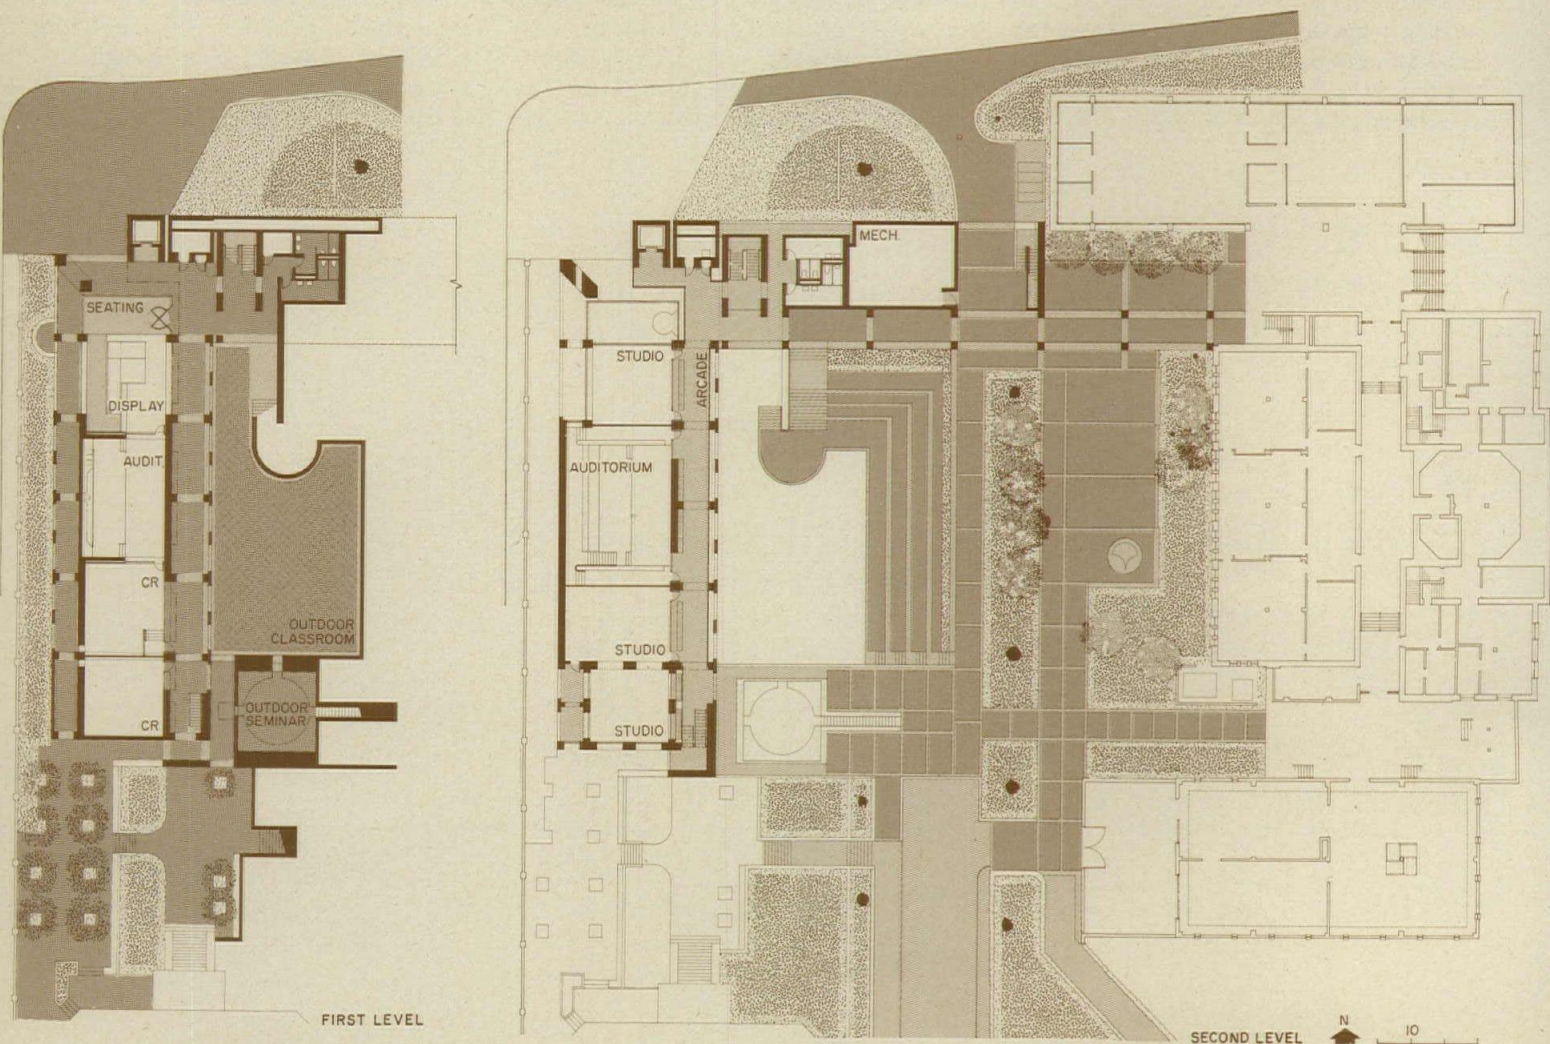 SEATING
DISPLAY
AUDIT.
CR
OUTDOOR
CLASSROOM
CR
OUTDOOR
SEMINAR
FIRST LEVEL
MECH.
STUDIO
ARCADE
AUDITORIUM
STUDIO
STUDIO
SECOND LEVEL
N
10